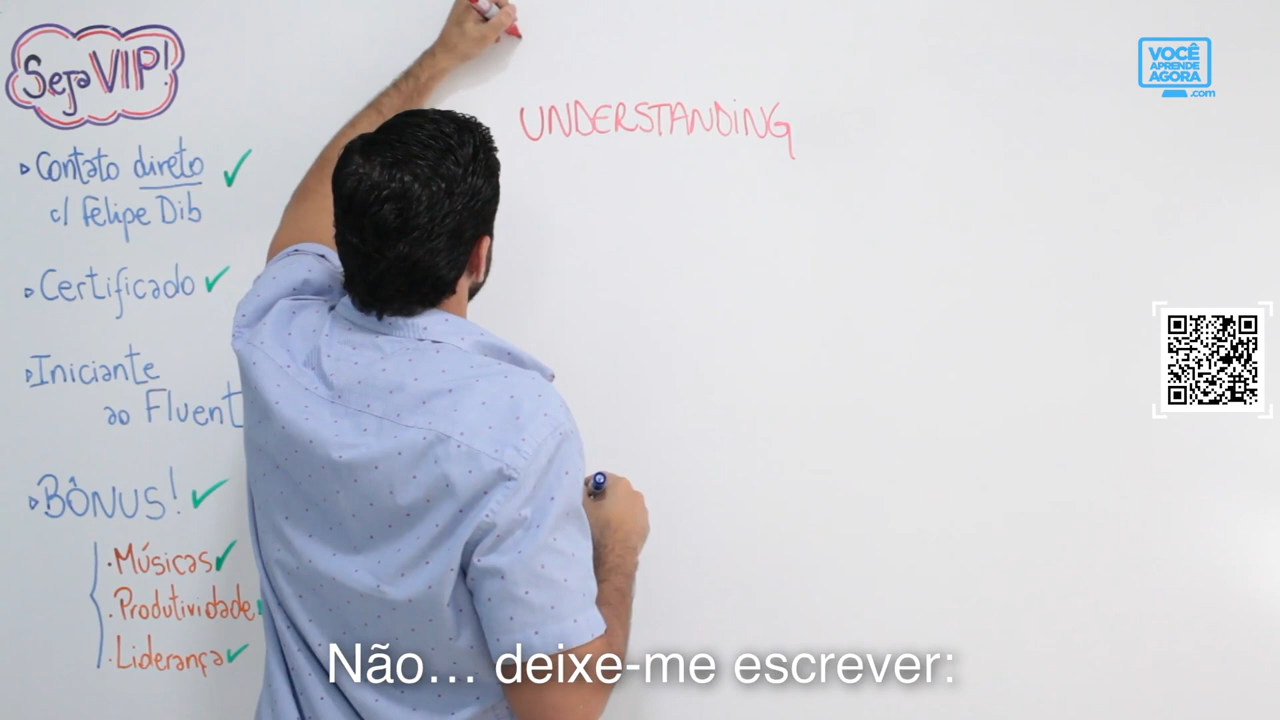 Seja VIP!
Contato direto
c/ Felipe Dib
Certificado
Iniciante
ao Fluent
BÔNUS!
· Músicas
· Produtividade
· Liderança
UNDERSTANDiNG
VOCÊ
APRENDE
AGORA
.com
Não... deixe-me escrever: